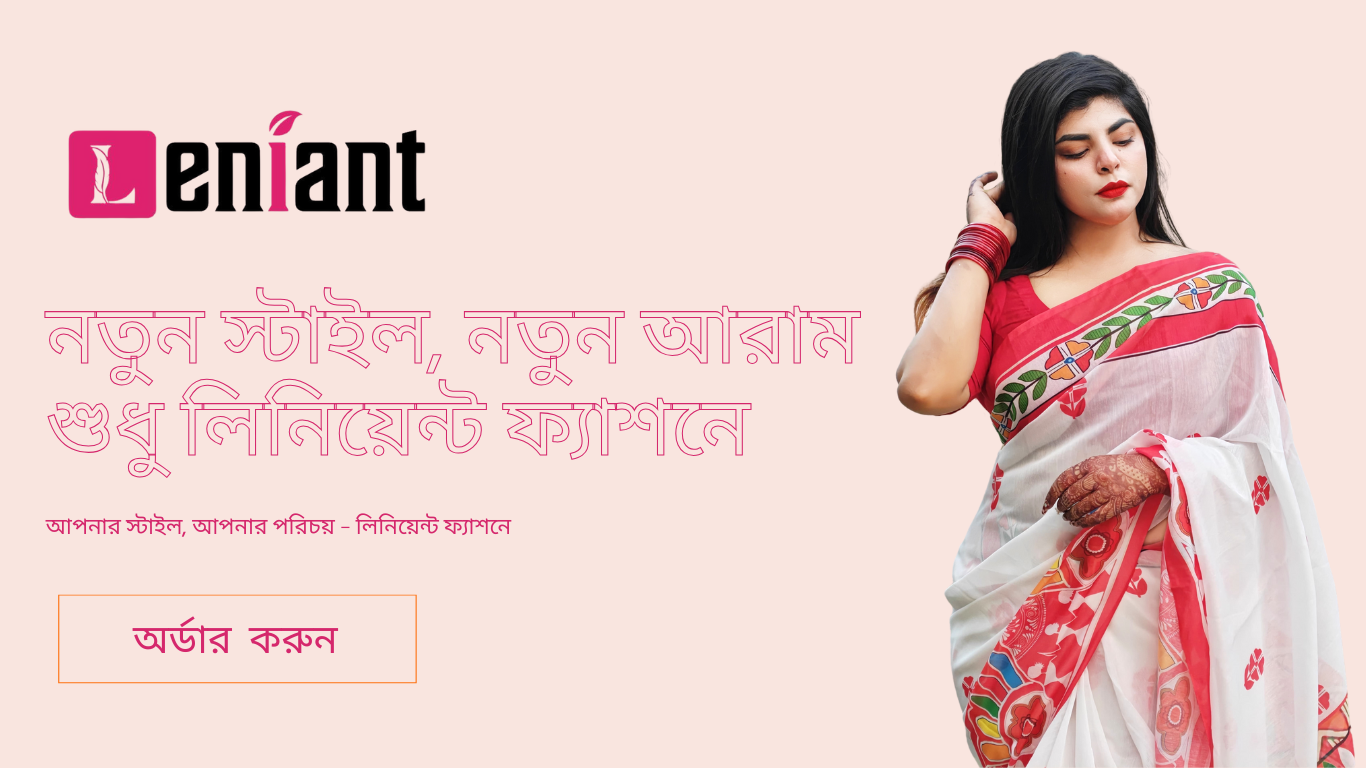 Leniant
নতুন স্টাইল, নতুন আরাম
শুধু লিনিয়েন্ট ফ্যাশনে
আপনার স্টাইল, আপনার পরিচয় – লিনিয়েন্ট ফ্যাশনে
অর্ডার করুন